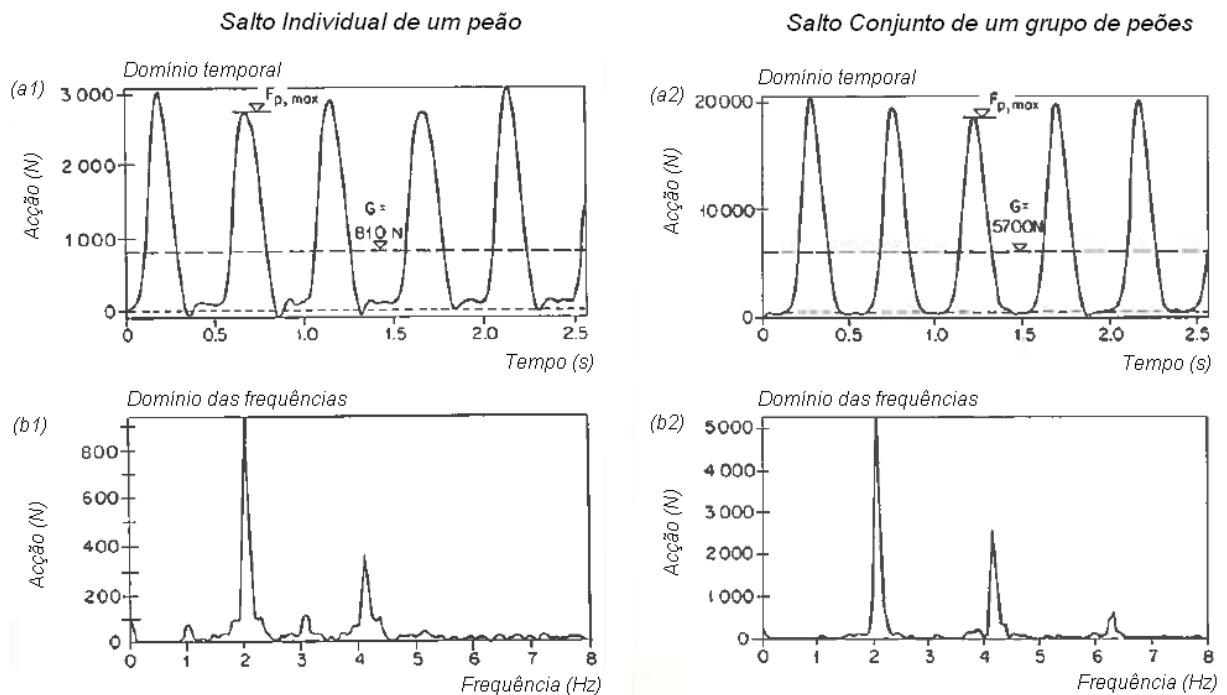 Salto Individual de um peão
Salto Conjunto de um grupo de peões
(a1)
Domínio temporal
Acção (N)
3 000
2 000
1 000
0
F p, max
G =
810 N
0
0.5
1.0
1.5
2.0
2.5
Tempo (s)
(a2)
Domínio temporal
Acção (N)
20000
10000
0
F p, max
G =
5700N
0
0.5
1.0
1.5
2.0
2.5
Tempo (s)
(b1)
Domínio das frequências
Acção (N)
800
600
400
200
0
0
1
2
3
4
5
6
7
8
Frequência (Hz)
(b2)
Domínio das frequências
Acção (N)
5 000
4 000
3 000
2 000
1 000
0
0
1
2
3
4
5
6
7
8
Frequência (Hz)